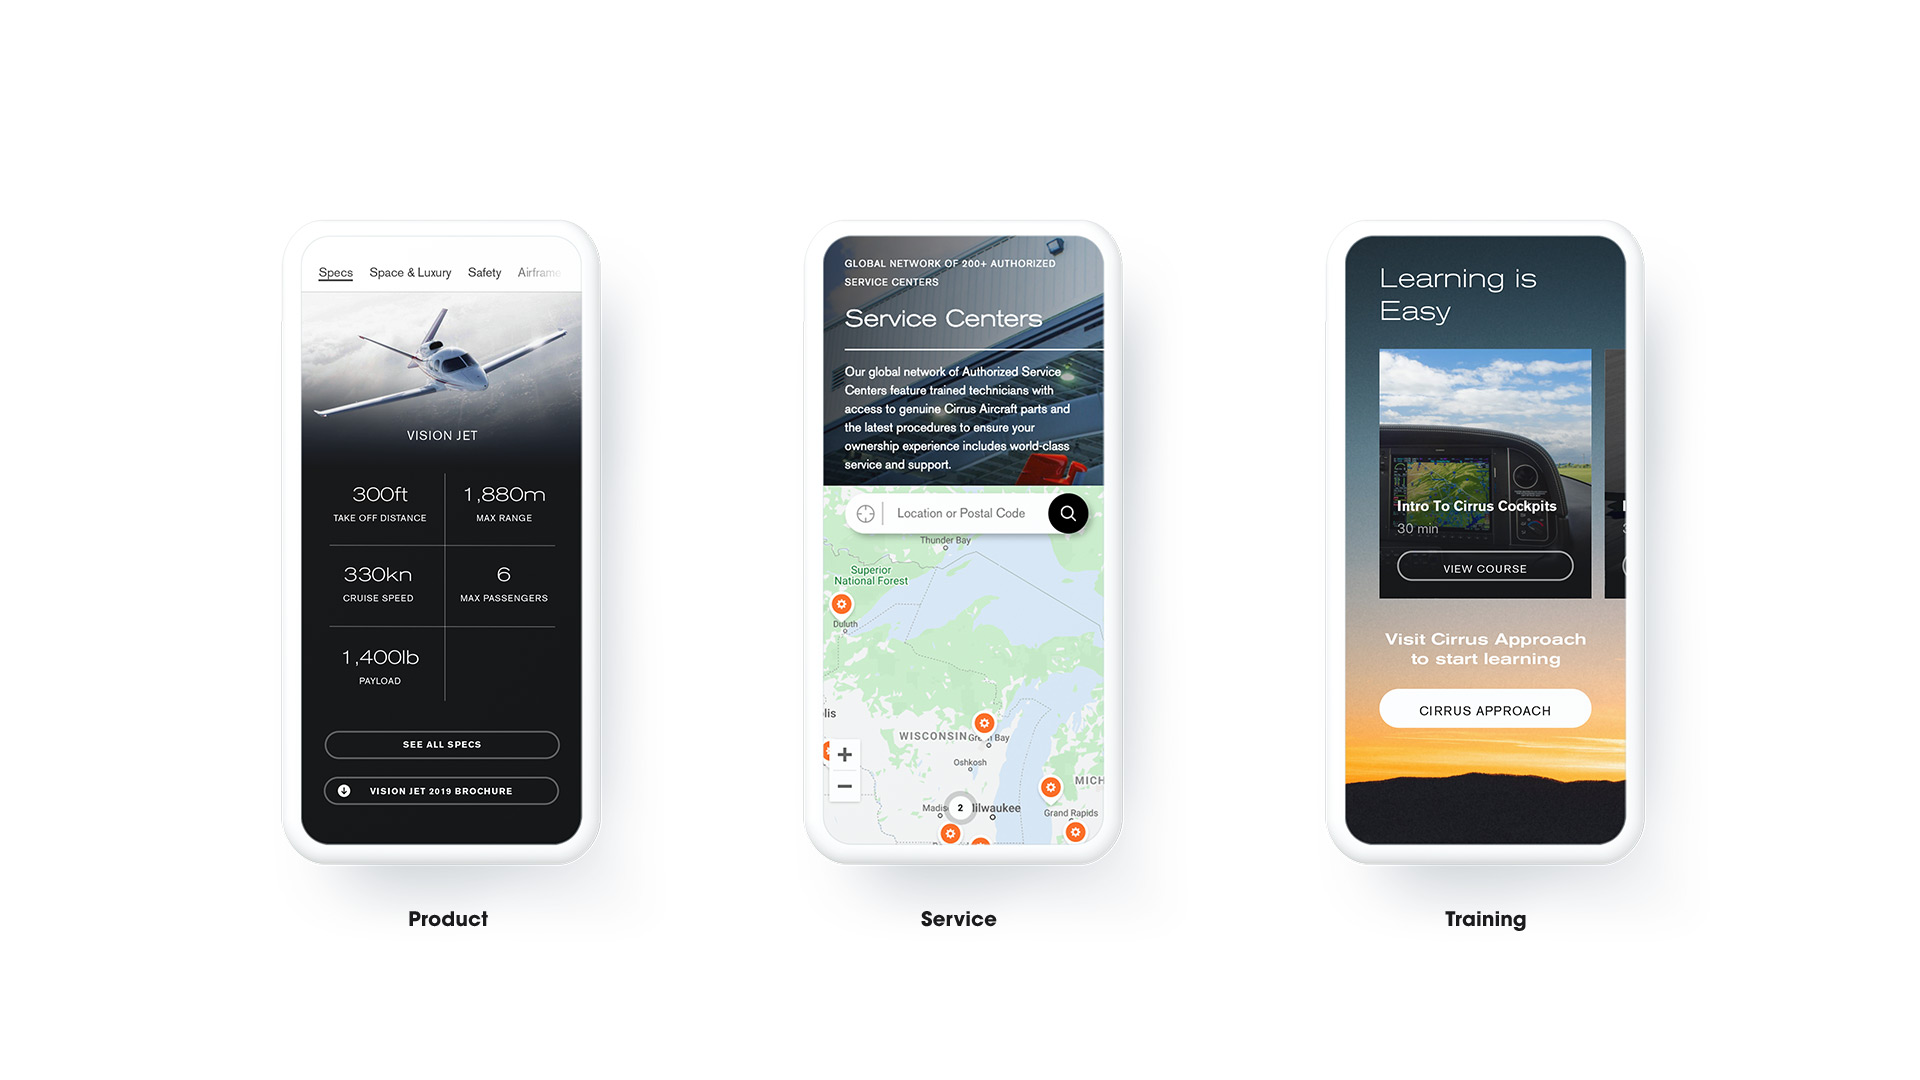 Specs Space & Luxury Safety Airframe
VISION JET
300ft
TAKE OFF DISTANCE
1,880m
MAX RANGE
330kn
CRUISE SPEED
6
MAX PASSENGERS
1,400lb
PAYLOAD
SEE ALL SPECS
VISION JET 2019 BROCHURE
Product
GLOBAL NETWORK OF 200+ AUTHORIZED
SERVICE CENTERS
Service Centers
Our global network of Authorized Service
Centers feature trained technicians with
access to genuine Cirrus Aircraft parts and
the latest procedures to ensure your
ownership experience includes world-class
service and support.
Location or Postal Code
Thunder Bay
Superior
National Forest
Duluth
lis
WISCONSIN
Bay
Oshkosh
MICH
2
Grand Rapids
Service
Learning is
Easy
Intro To Cirrus Cockpits
30 min
VIEW COURSE
Visit Cirrus Approach
to start learning
CIRRUS APPROACH
Training